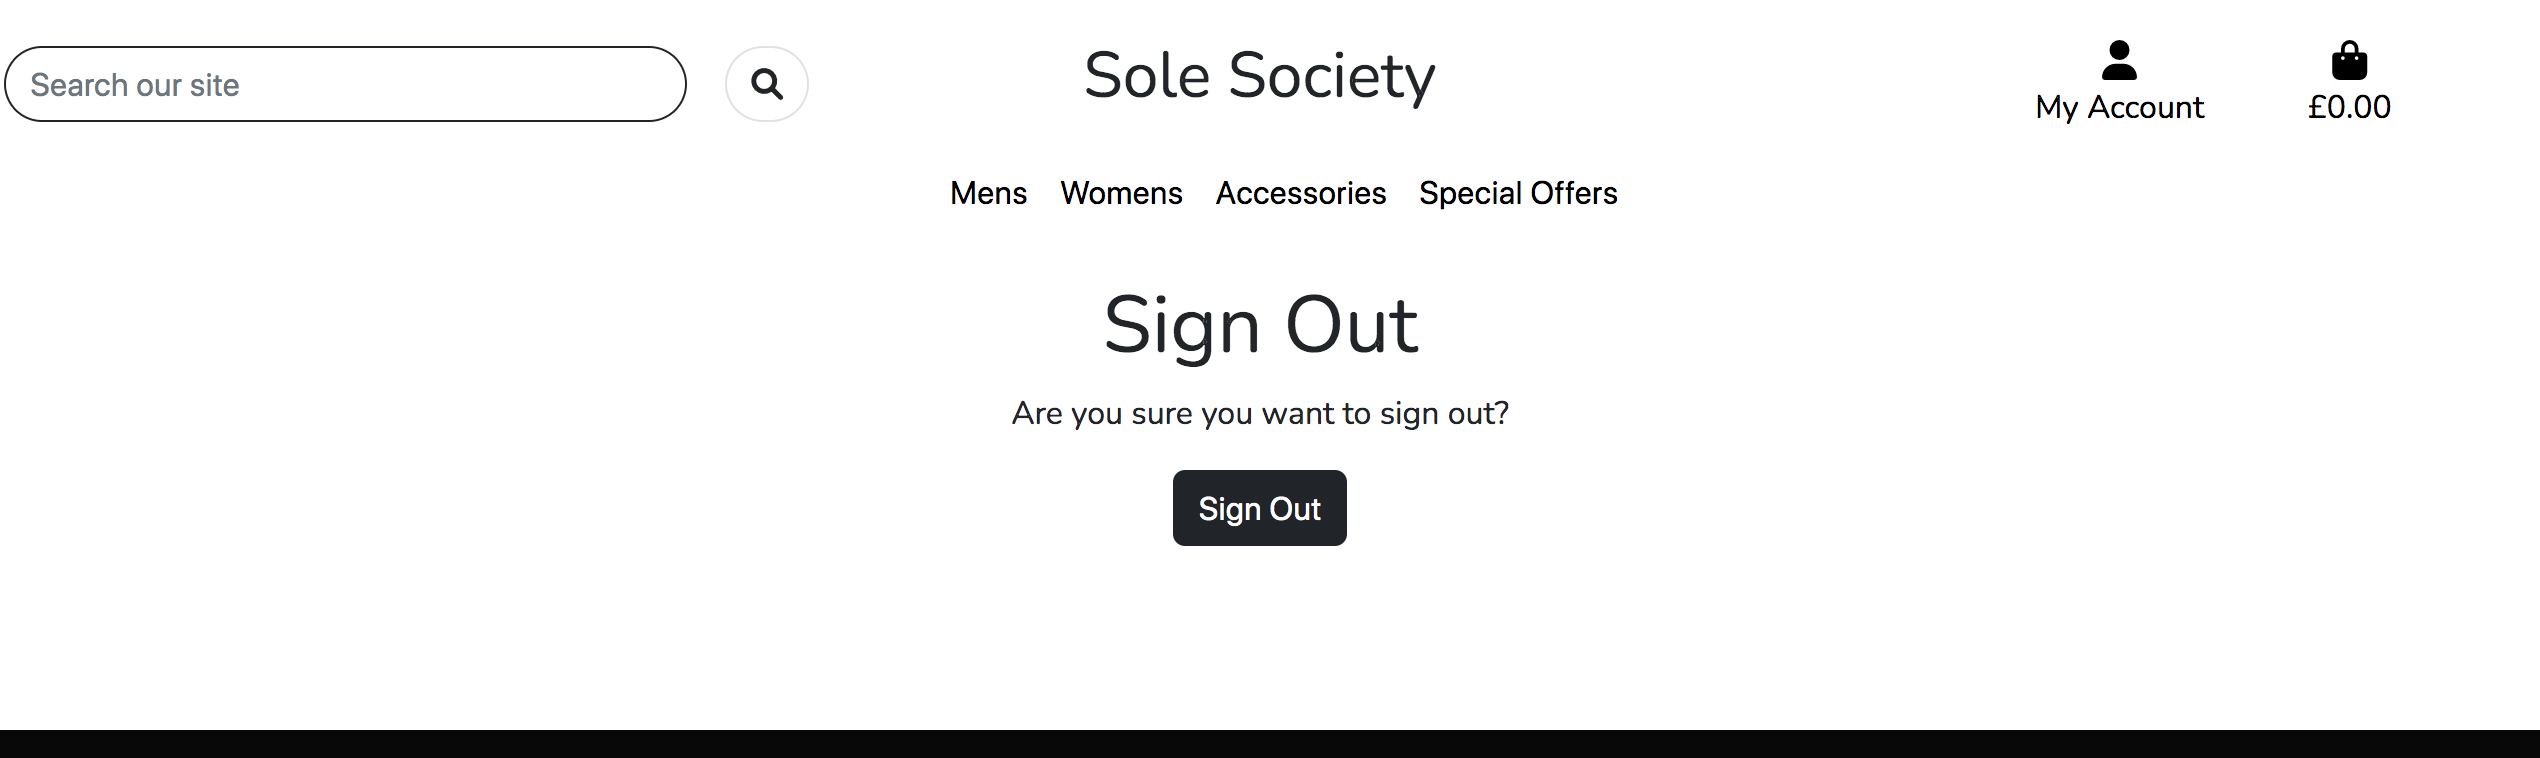 Search our site
Sole Society
My Account
£0.00
Mens Womens Accessories Special Offers
Sign Out
Are you sure you want to sign out?
Sign Out